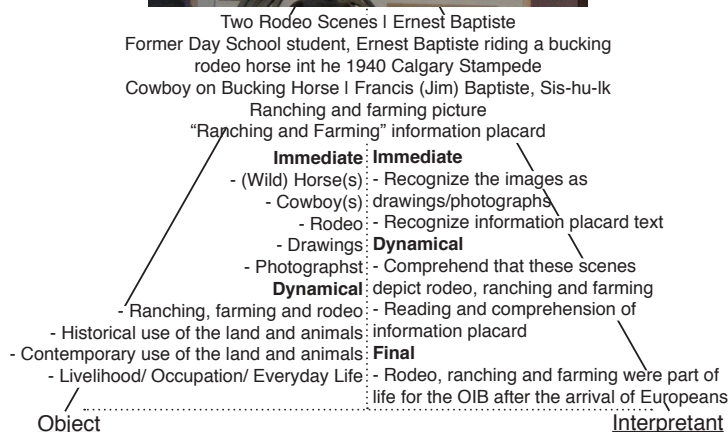 Two Rodeo Scenes | Ernest Baptiste
Former Day School student, Ernest Baptiste riding a bucking
rodeo horse int he 1940 Calgary Stampede
Cowboy on Bucking Horse | Francis (Jim) Baptiste, Sis-hu-lk
Ranching and farming picture
“Ranching and Farming” information placard
Immediate
- (Wild) Horse(s)
- Cowboy(s)
- Rodeo
- Drawings
- Photographst
Dynamical
- Ranching, farming and rodeo
- Historical use of the land and animals
- Contemporary use of the land and animals
- Livelihood/ Occupation/ Everyday Life
Immediate
- Recognize the images as
drawings/photographs
- Recognize information placard text
Dynamical
- Comprehend that these scenes
depict rodeo, ranching and farming
- Reading and comprehension of
information placard
Final
- Rodeo, ranching and farming were part of
life for the OIB after the arrival of Europeans
Object
Interpretant